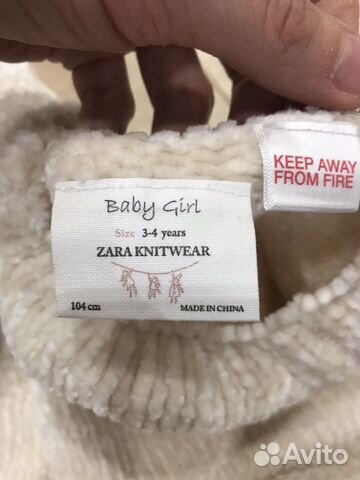 KEEP AWAY
FROM FIRE
Baby Girl
Size 3-4 years
ZARA KNITWEAR
104 cm
MADE IN CHINA
Avito